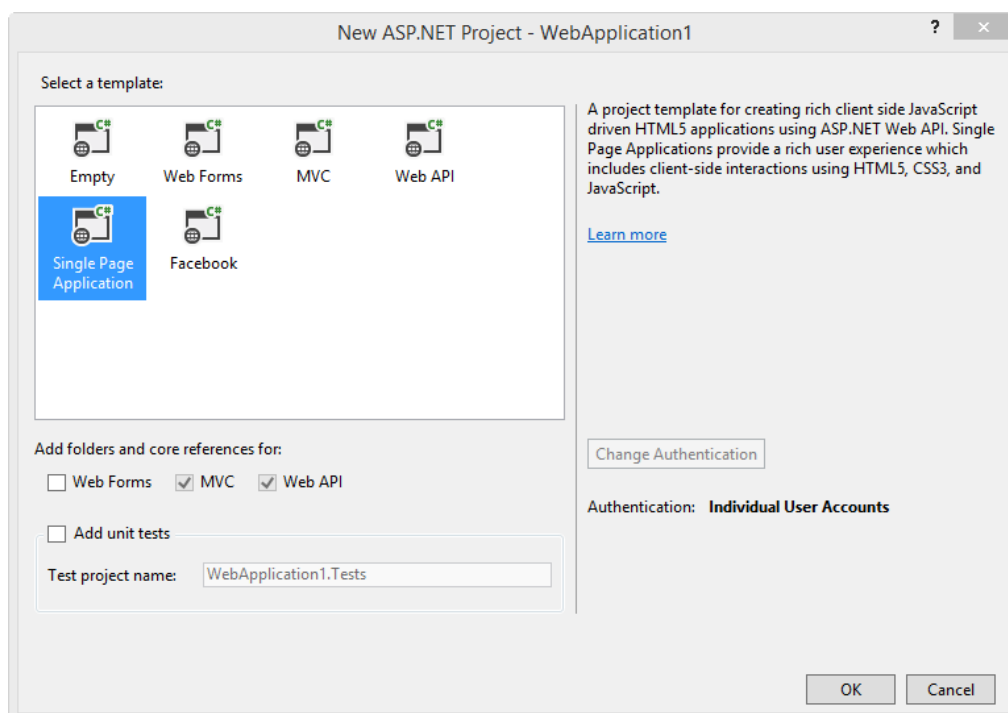 New ASP.NET Project - WebApplication1
?
Select a template:
C# C# C# C#
Empty Web Forms MVC Web API
C# C#
Single Page Facebook
Application
A project template for creating rich client side JavaScript
driven HTML5 applications using ASP.NET Web API. Single
Page Applications provide a rich user experience which
includes client-side interactions using HTML5, CSS3, and
JavaScript.
Learn more
Add folders and core references for:
Web Forms MVC Web API
Add unit tests
Test project name: WebApplication1.Tests
Change Authentication
Authentication: Individual User Accounts
OK Cancel